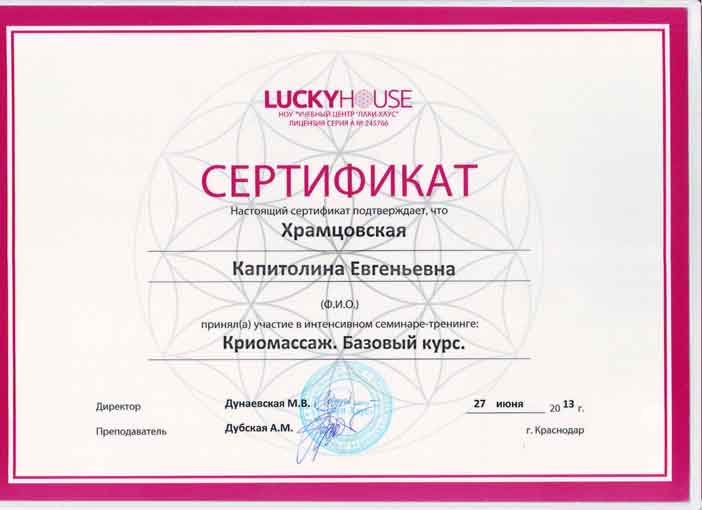 LUCKYHOUSE
НОУ "УЧЕБНЫЙ ЦЕНТР "ЛАКИ ХАУС"
ЛИЦЕНЗИЯ СЕРИЯ А № 245766
СЕРТИФИКАТ
Настоящий сертификат подтверждает, что
Храмцовская
Капитолина Евгеньевна
(Ф.И.О.)
принял(а) участие в интенсивном семинаре-тренинге:
Криомассаж. Базовый курс.
Директор Дунаевская М.В. 27 июня 2013 г.
Преподаватель Дубская А.М. г. Краснодар